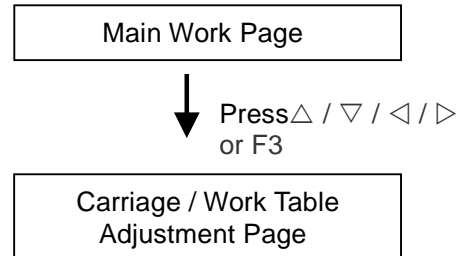 Main Work Page
Press△ / ▽ / ◁ / ▷
or F3
Carriage / Work Table
Adjustment Page